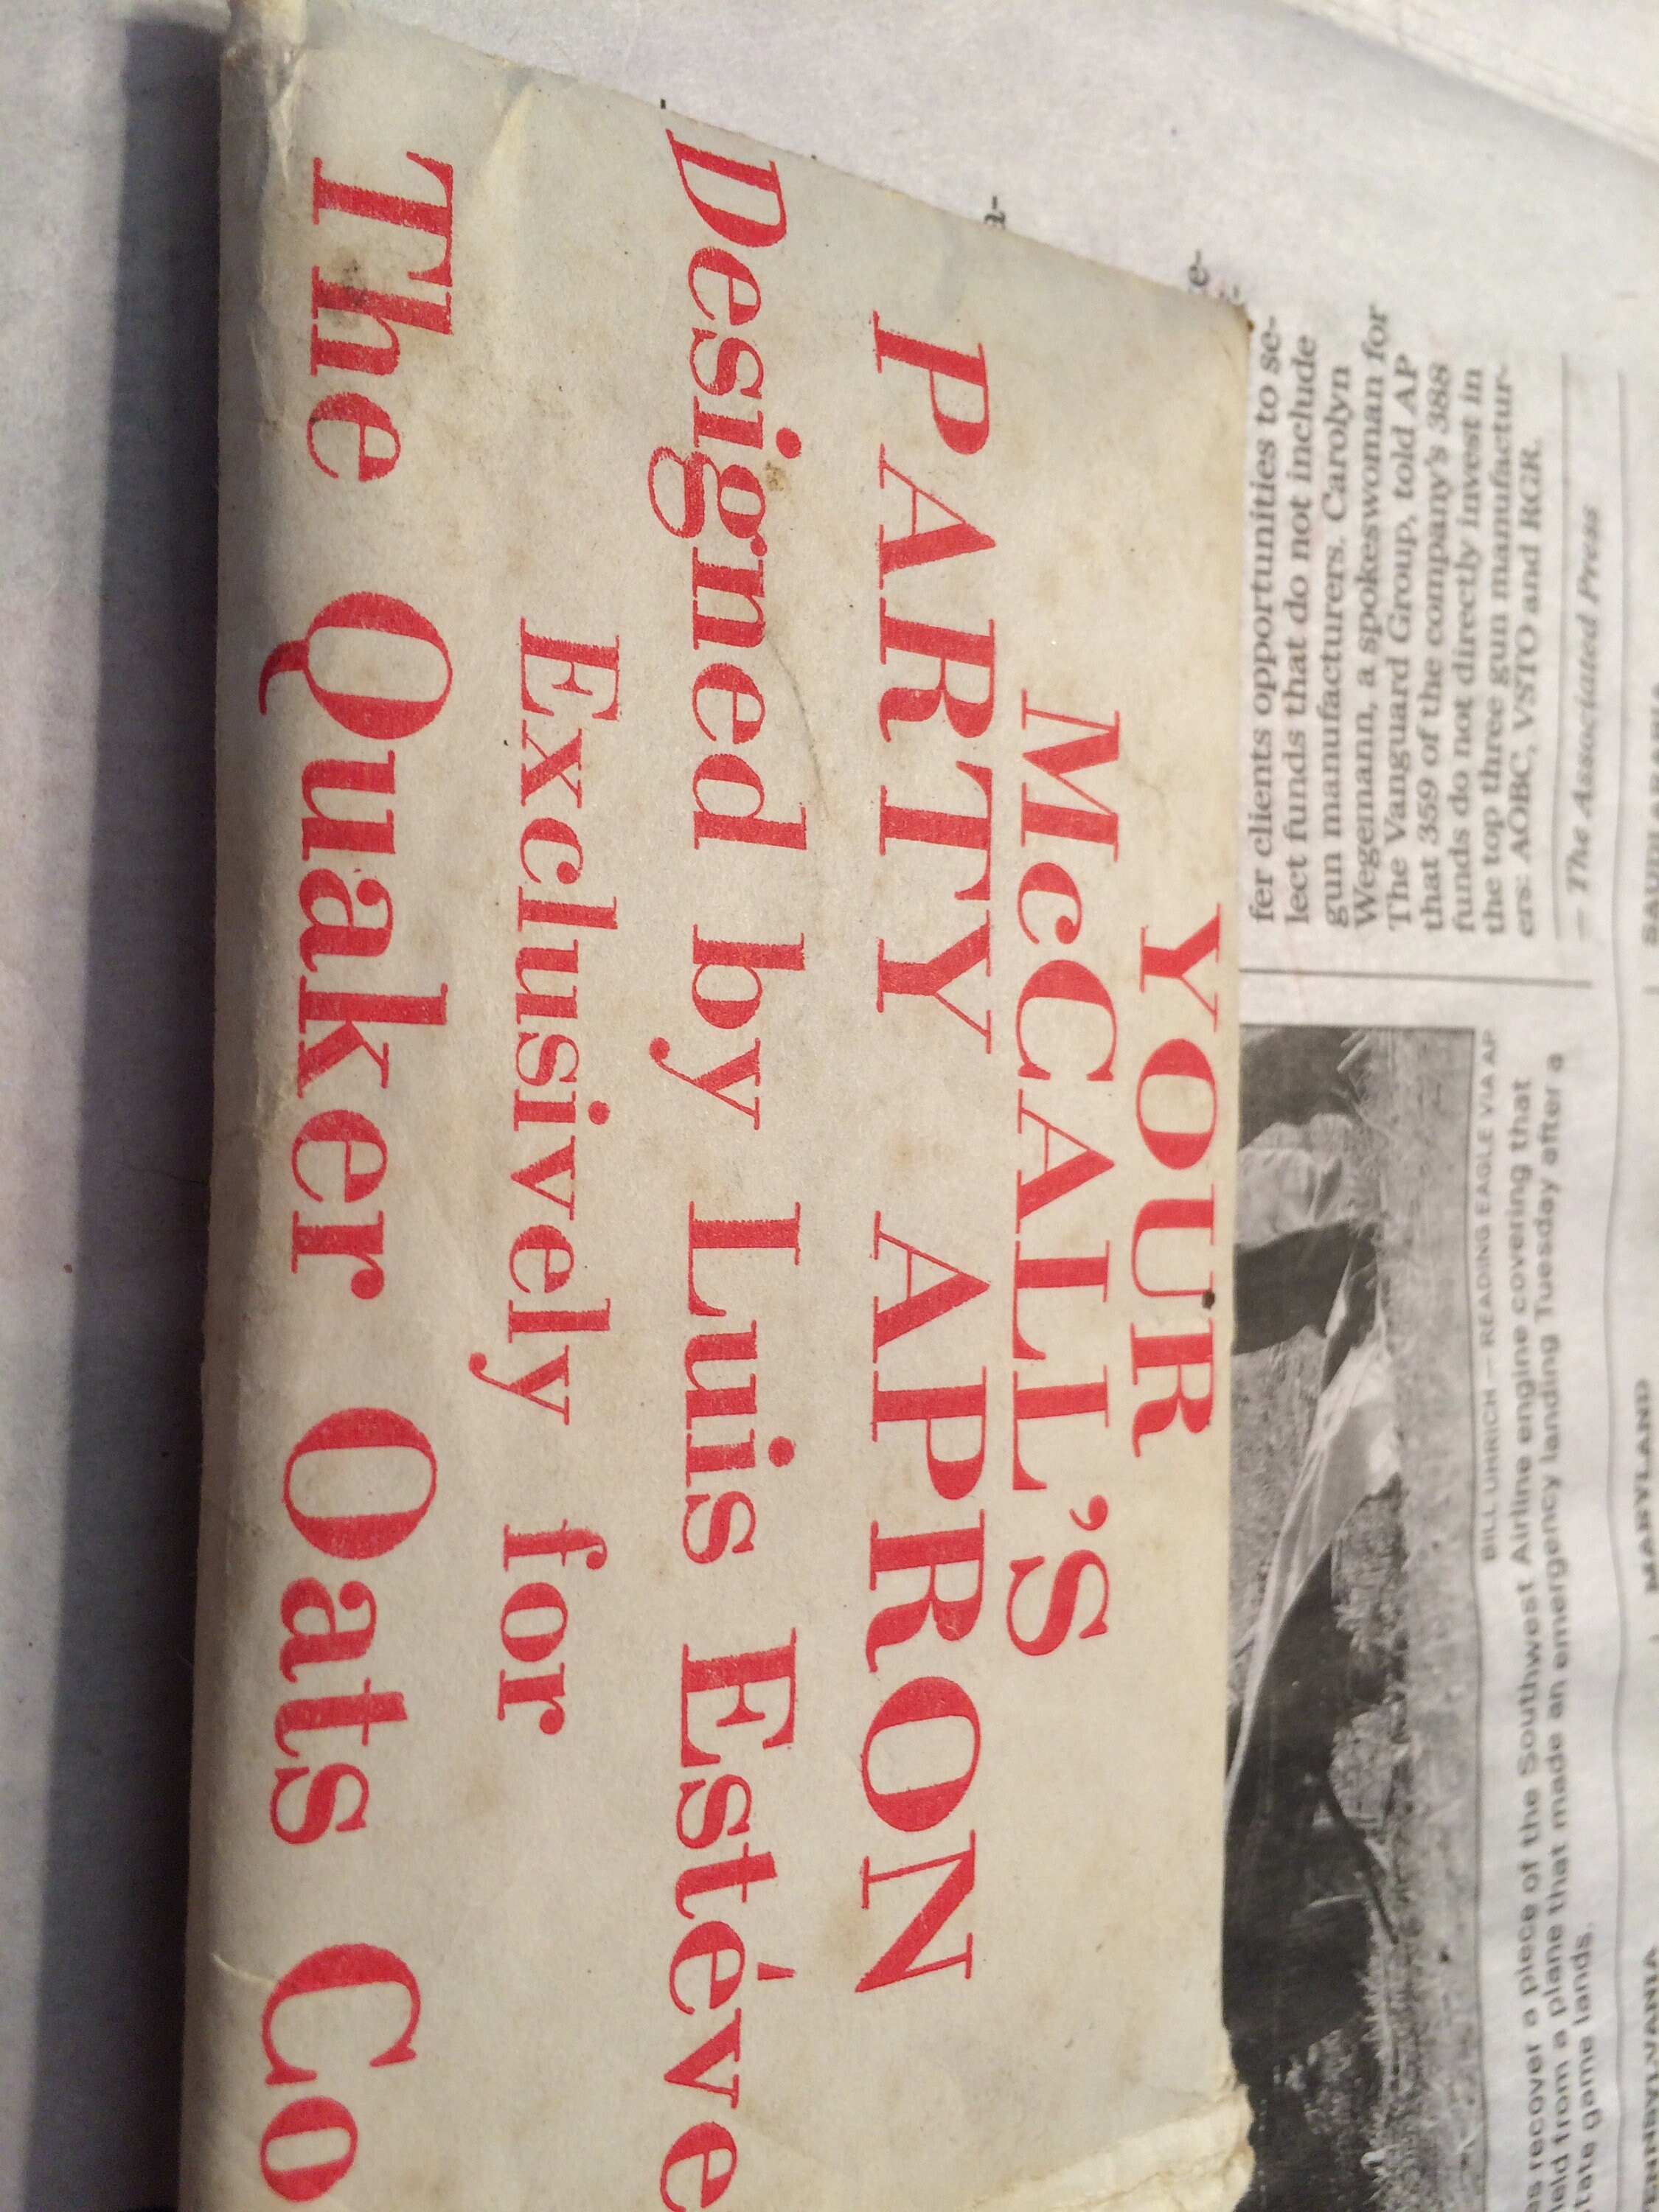 YOUR
McCALL'S
PARTY APRON
Designed by Luis Estéve
Exclusively for
The Quaker Oats Co
a-
e-
fer clients opportunities to se-
lect funds that do not include
gun manufacturers. Carolyn
Wegemann, a spokeswoman for
The Vanguard Group, told AP
that 359 of the company's 388
funds do not directly invest in
the top three gun manufactur-
ers: AOBC, VSTO and RGR.
— The Associated Press
BILL UHRICH — READING EAGLE VIA AP
recover a piece of the Southwest Airline engine covering that
from a plane that made an emergency landing Tuesday after a
game lands.
SAUDI ARABIA
MARYLAND